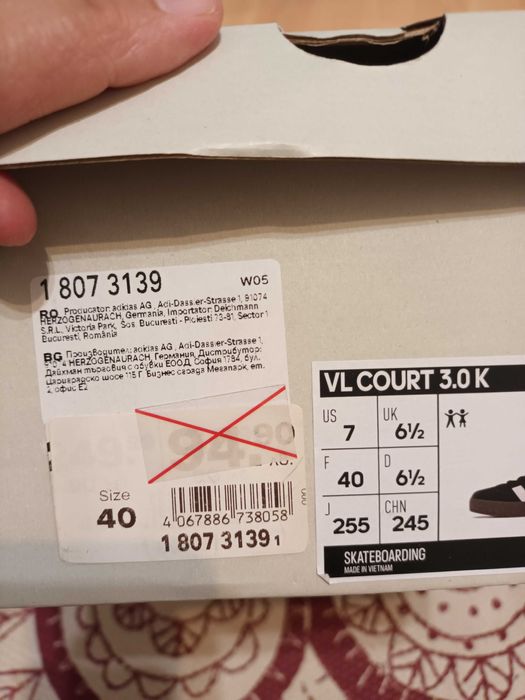 1 807 3139
W05
RO Producator: adidas AG, Adi-Dassler-Strasse 1, 91074
HERZOGENAURACH, Germania, Importator: Deichmann
S.R.L., Victoria Park, Sos. Bucuresti - Ploiesti 73-81, Sector 1
Bucuresti, România
BG Производител: adidas AG, Adi-Dassler-Strasse 1,
91074 HERZOGENAURACH, Германия, Дистрибутор:
Дайхман търговия с обувки ЕООД, София 1784, бул.
Цариградско шосе 115 Г Бизнес сграда Мегапарк, ет.
2, офис Е2
94.90
Size
40
000
4 067886 738058
1 807 3139 1
VL COURT 3.0 K
US
7
UK
6½
F
40
D
6½
J
255
CHN
245
SKATEBOARDING
MADE IN VIETNAM